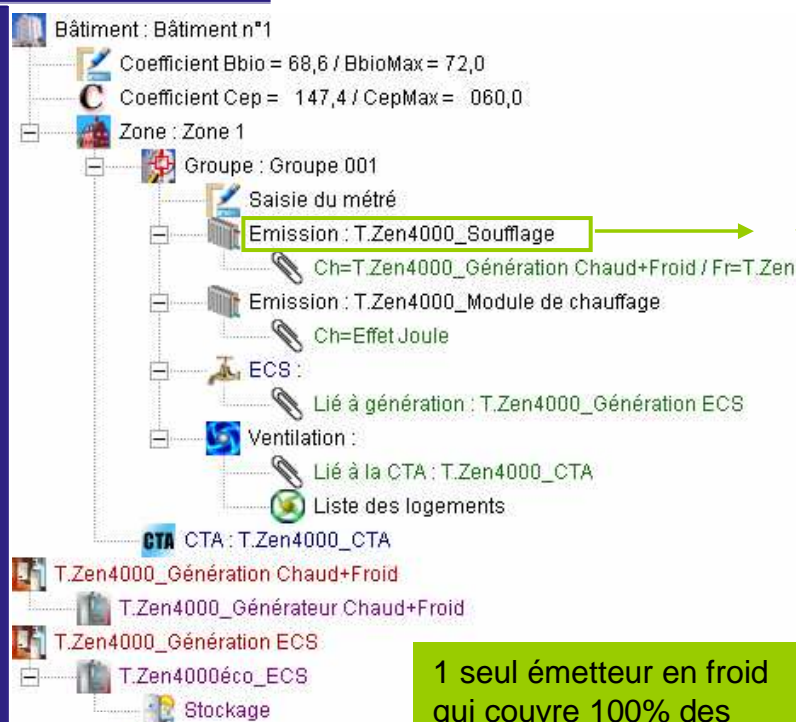 Bâtiment : Bâtiment n°1
Coefficient Bbio = 68,6 / BbioMax = 72,0
C Coefficient Cep = 147,4 / CepMax = 060,0
Zone : Zone 1
Groupe : Groupe 001
Saisie du métré
Emission : T.Zen4000_Soufflage
Ch=T.Zen4000_Génération Chaud+Froid / Fr=T.Zen
Emission : T.Zen4000_Module de chauffage
Ch=Effet Joule
ECS :
Lié à génération : T.Zen4000_Génération ECS
Ventilation :
Lié à la CTA : T.Zen4000_CTA
Liste des logements
CTA CTA : T.Zen4000_CTA
T.Zen4000_Génération Chaud+Froid
T.Zen4000_Générateur Chaud+Froid
T.Zen4000_Génération ECS
T.Zen4000éco_ECS
Stockage
1 seul émetteur en froid
qui couvre 100% des